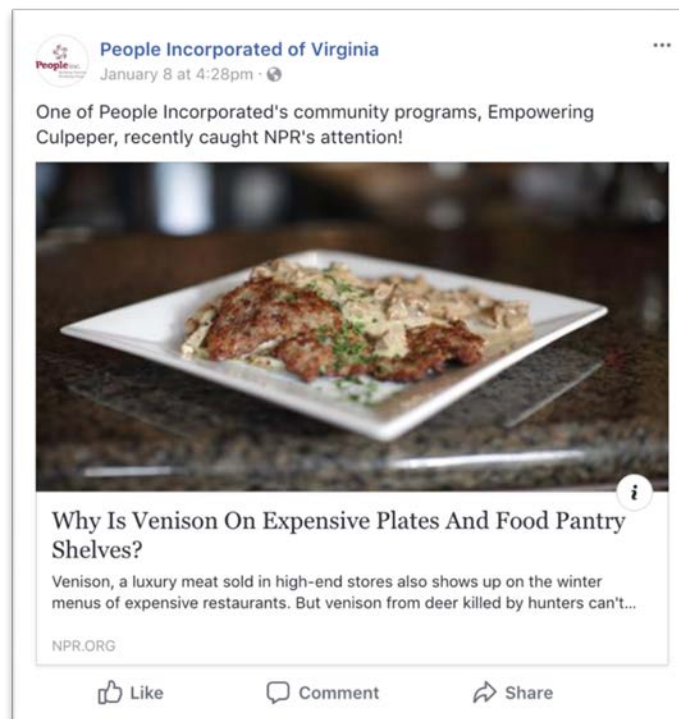 People Inc.
People Incorporated of Virginia
January 8 at 4:28pm ·
One of People Incorporated's community programs, Empowering
Culpeper, recently caught NPR's attention!
i
Why Is Venison On Expensive Plates And Food Pantry
Shelves?
Venison, a luxury meat sold in high-end stores also shows up on the winter
menus of expensive restaurants. But venison from deer killed by hunters can't...
NPR.ORG
Like Comment Share